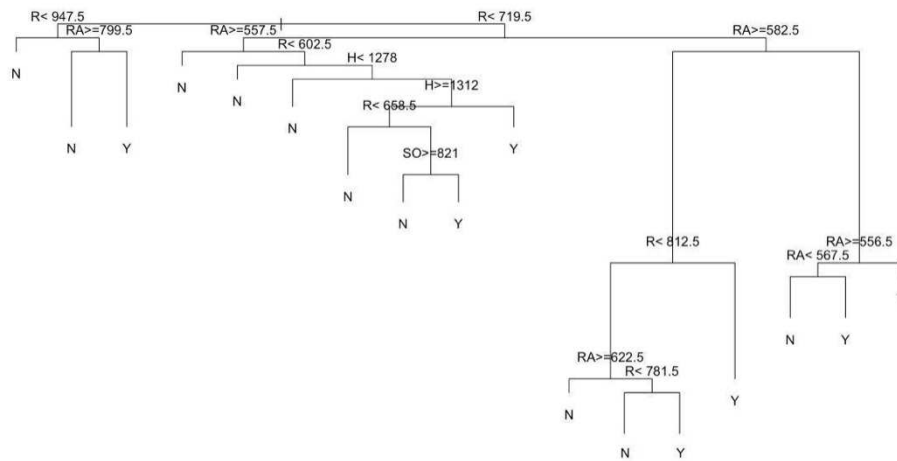 R< 947.5 R< 719.5
RA>=799.5 RA>=557.5 RA>=582.5
R< 602.5
H< 1278
N
N
N
H>=1312
N
R< 658.5
N Y
Y
SO>=821
N
N Y
R< 812.5 RA>=556.5
RA< 567.5
N Y
RA>=622.5
R< 781.5
Y
N
N Y